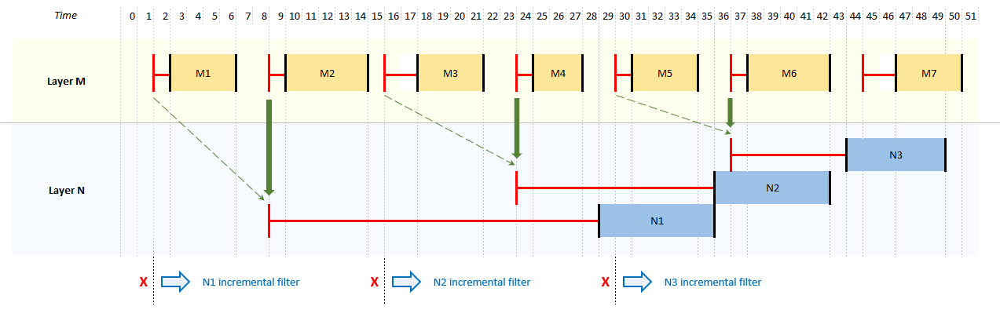 Time 0 1 2 3 4 5 6 7 8 9 10 11 12 13 14 15 16 17 18 19 20 21 22 23 24 25 26 27 28 29 30 31 32 33 34 35 36 37 38 39 40 41 42 43 44 45 46 47 48 49 50 51
Layer M M1 M2 M3 M4 M5 M6 M7
N3
N2
Layer N
N1
X N1 incremental filter X N2 incremental filter X N3 incremental filter